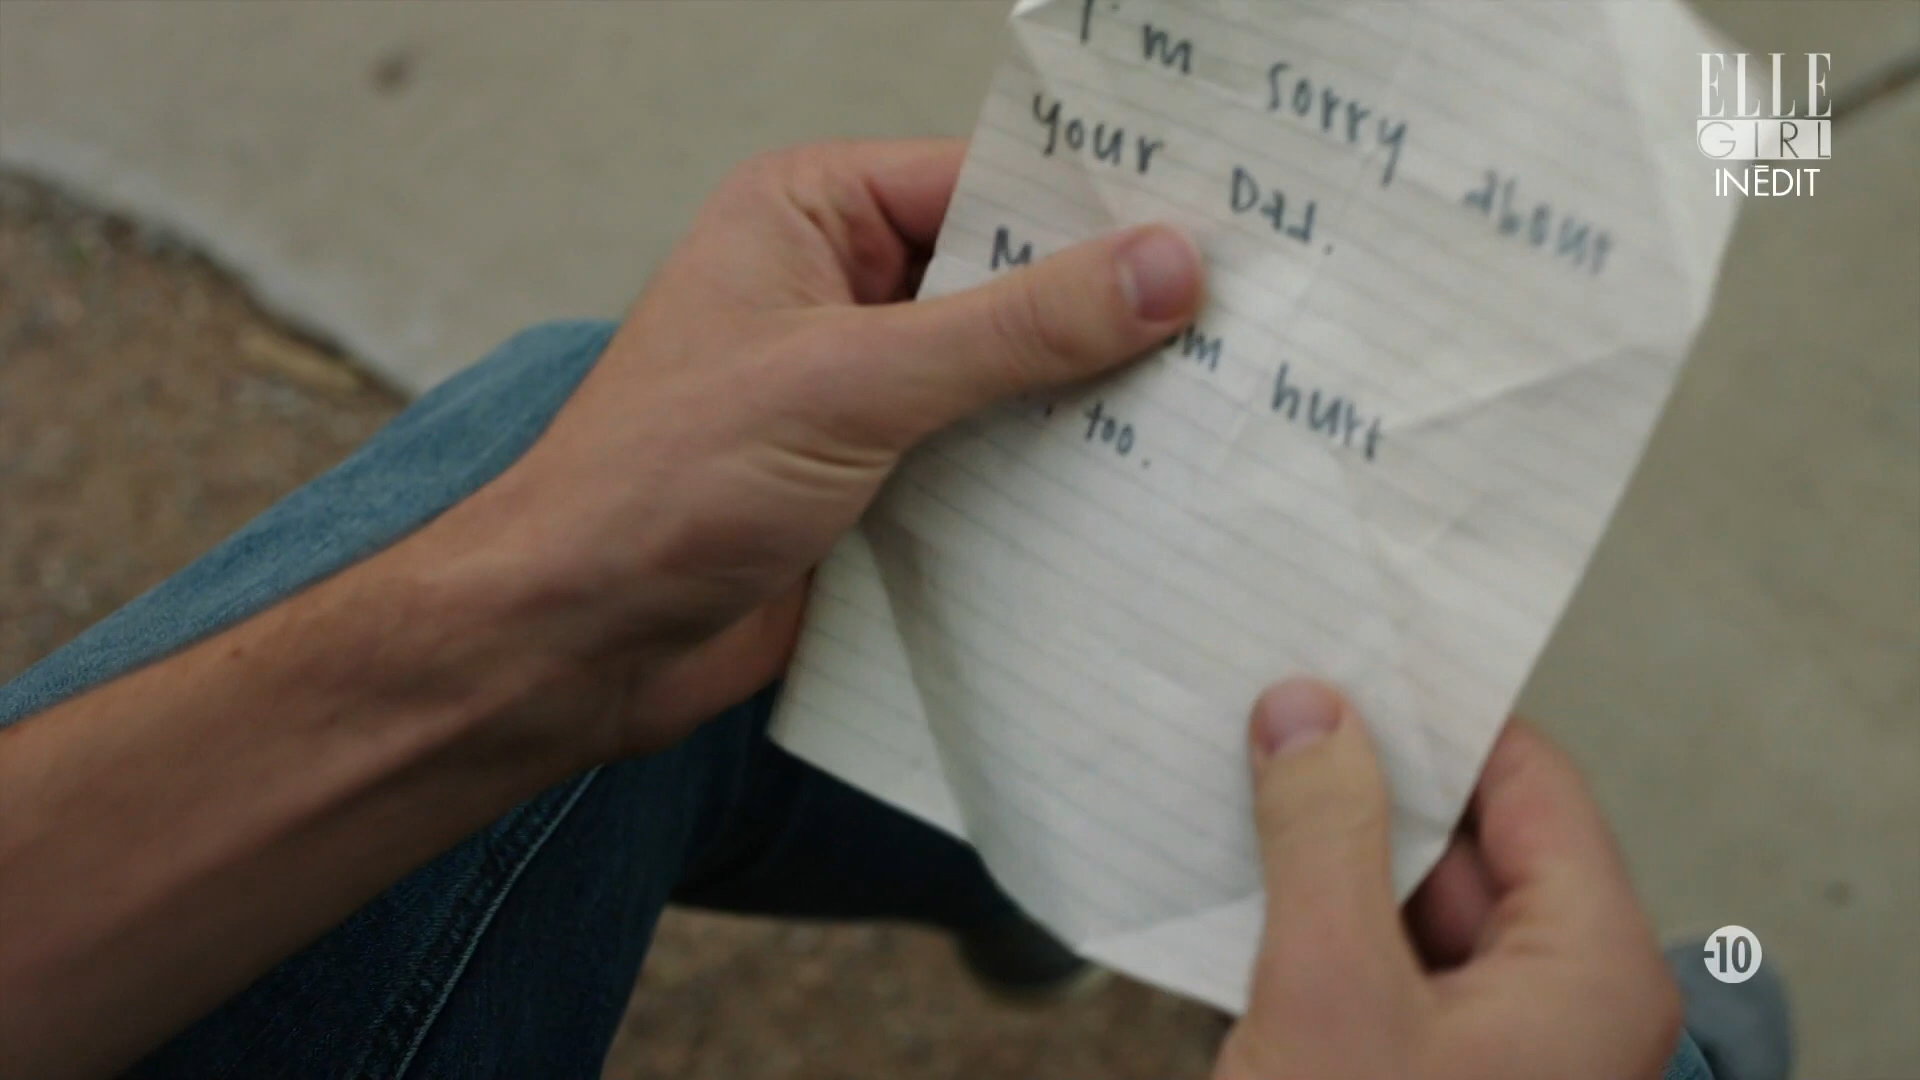 I'm sorry about
your Dad.
hurt
too.
ELLE
GIRL
INÉDIT
-10